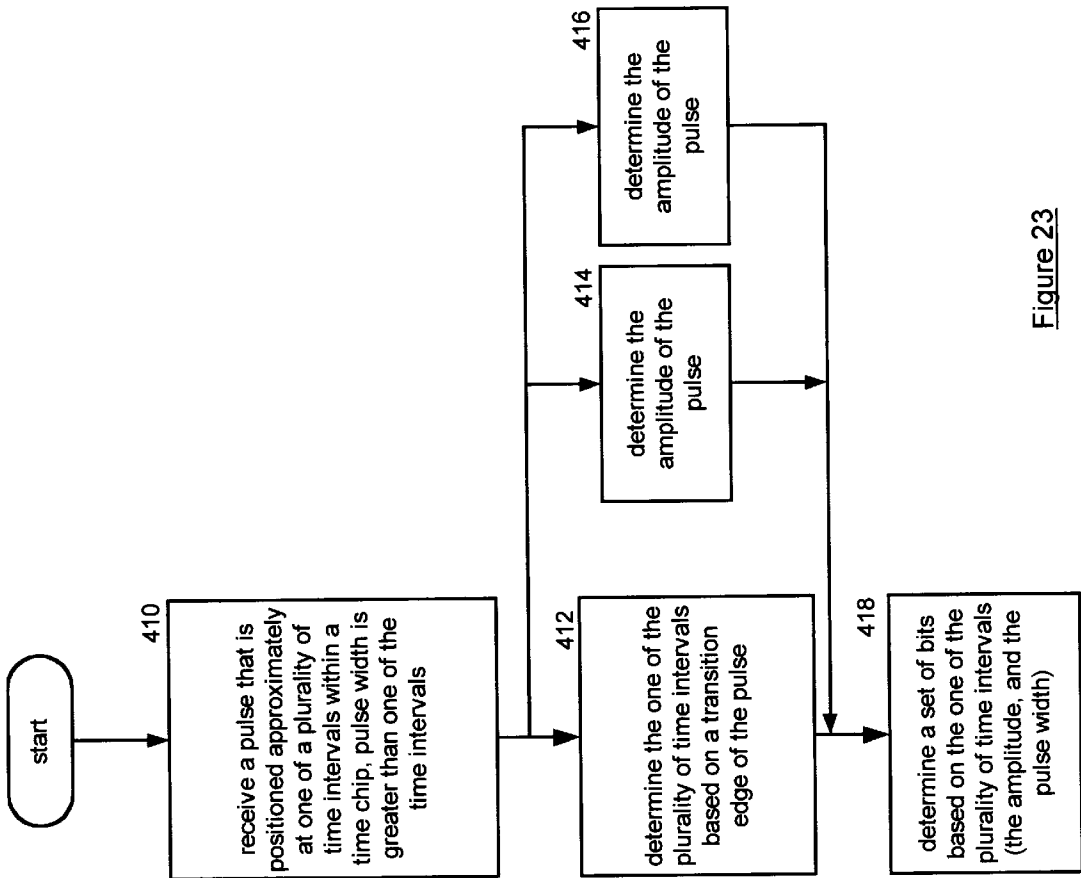 start
410
receive a pulse that is
positioned approximately
at one of a plurality of
time intervals within a
time chip, pulse width is
greater than one of the
time intervals
412
determine the one of the
plurality of time intervals
based on a transition
edge of the pulse
414
determine the
amplitude of the
pulse
416
determine the
amplitude of the
pulse
418
determine a set of bits
based on the one of the
plurality of time intervals
(the amplitude, and the
pulse width)
Figure 23